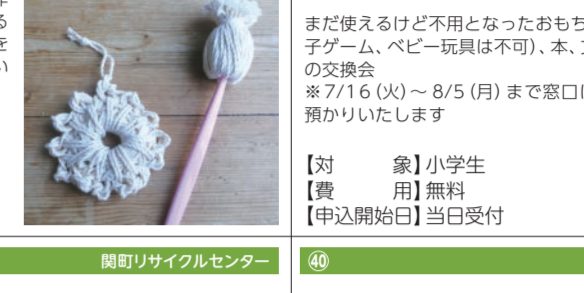 る
を
い
まだ使えるけど不用となったおもち
子ゲーム、ベビー玩具は不可）、本、
の交換会
※7/16（火）～ 8/5（月）まで窓口
預かりいたします
【対　　象】小学生
【費　　用】無料
【申込開始日】当日受付
関町リサイクルセンター
㊵